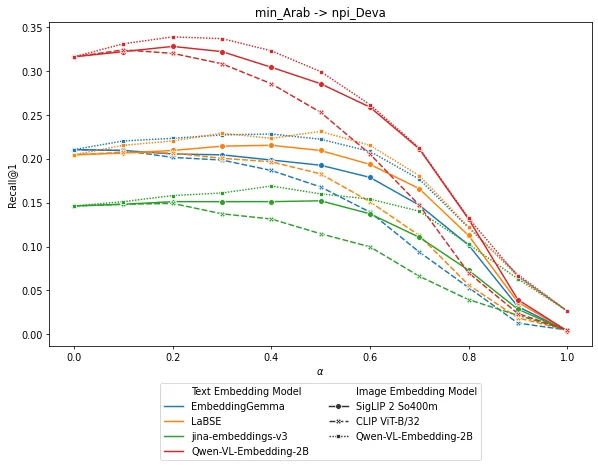 min_Arab -> npi_Deva
Recall@1
0.35
0.30
0.25
0.20
0.15
0.10
0.05
0.00
0.0 0.2 0.4 0.6 0.8 1.0
α
Text Embedding Model Image Embedding Model
EmbeddingGemma SigLIP 2 So400m
LaBSE CLIP ViT-B/32
jina-embeddings-v3 Qwen-VL-Embedding-2B
Qwen-VL-Embedding-2B